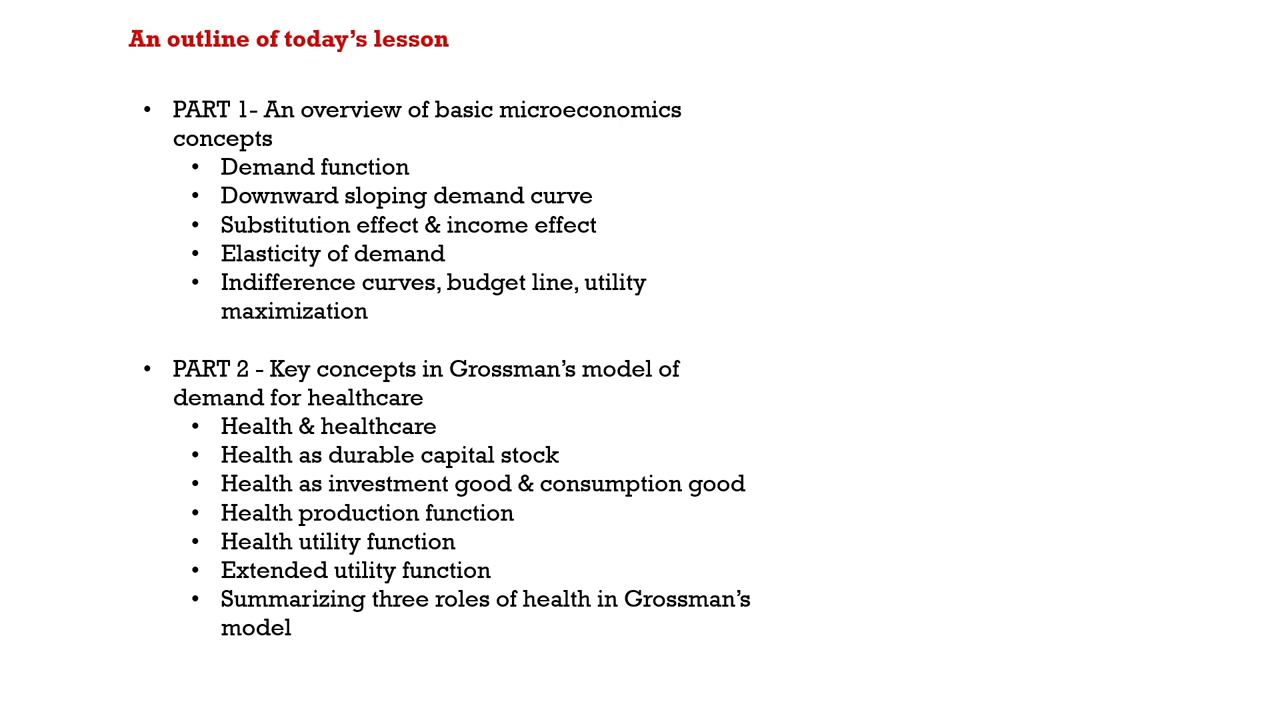 An outline of today’s lesson
• PART 1- An overview of basic microeconomics
concepts
• Demand function
• Downward sloping demand curve
• Substitution effect & income effect
• Elasticity of demand
• Indifference curves, budget line, utility
maximization
• PART 2 - Key concepts in Grossman’s model of
demand for healthcare
• Health & healthcare
• Health as durable capital stock
• Health as investment good & consumption good
• Health production function
• Health utility function
• Extended utility function
• Summarizing three roles of health in Grossman’s
model